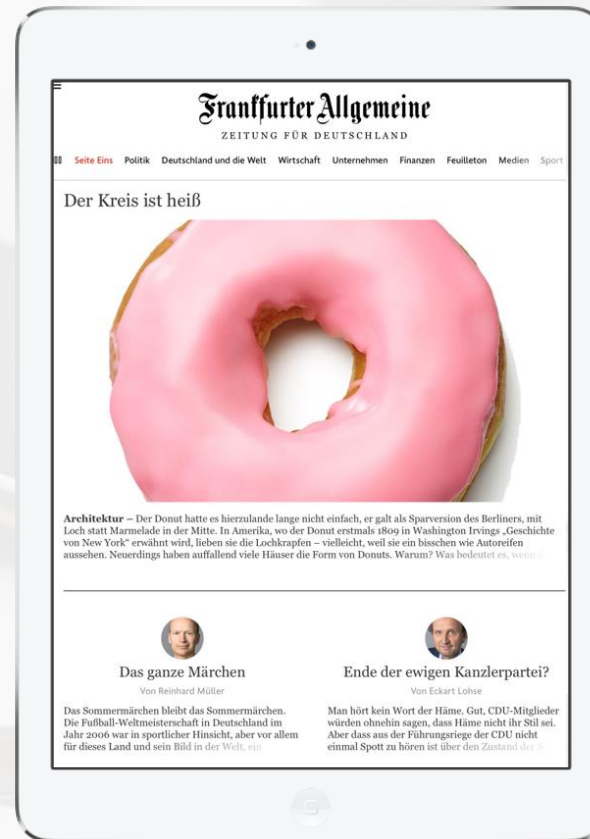 Frankfurter Allgemeine
ZEITUNG FÜR DEUTSCHLAND
Seite Eins Politik Deutschland und die Welt Wirtschaft Unternehmen Finanzen Feuilleton Medien Sport
Der Kreis ist heiß
Architektur – Der Donut hatte es hierzulande lange nicht einfach, er galt als Sparversion des Berliners, mit
Loch statt Marmelade in der Mitte. In Amerika, wo der Donut erstmals 1809 in Washington Irvings „Geschichte
von New York“ erwähnt wird, lieben sie die Lochkrapfen – vielleicht, weil sie ein bisschen wie Autoreifen
aussehen. Neuerdings haben auffallend viele Häuser die Form von Donuts. Warum? Was bedeutet es, wenn
Das ganze Märchen
Von Reinhard Müller
Das Sommermärchen bleibt das Sommermärchen.
Die Fußball-Weltmeisterschaft in Deutschland im
Jahr 2006 war in sportlicher Hinsicht, aber vor allem
für dieses Land und sein Bild in der Welt, ein
Ende der ewigen Kanzlerpartei?
Von Eckart Lohse
Man hört kein Wort der Häme. Gut, CDU-Mitglieder
würden ohnehin sagen, dass Häme nicht ihr Stil sei.
Aber dass aus der Führungsriege der CDU nicht
einmal Spott zu hören ist über den Zustand der